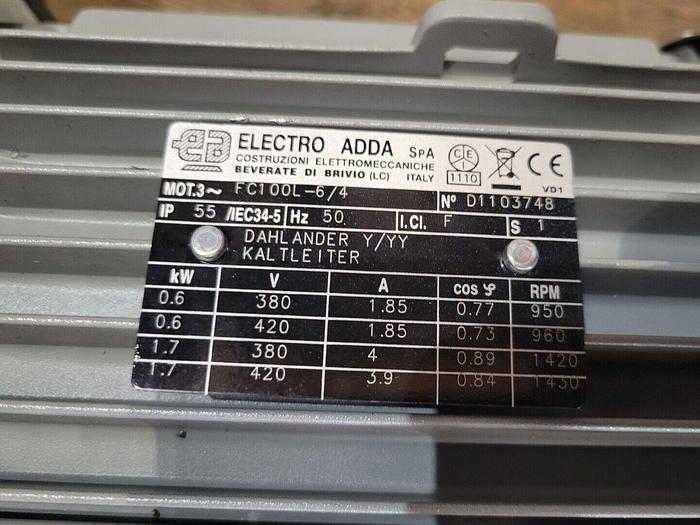 ELECTRO ADDA SPA
COSTRUZIONI ELETTROMECCANICHE
BEVERATE DI BRIVIO (LC) ITALY
CEI
1110
CE
VD1
MOT.3~ FC100L-6/4 Nº D1103748
IP 55 /IEC34-5 Hz 50 I.Cl. F S 1
DAHLANDER Y/YY
KALTLEITER
kW V A cos φ RPM
0.6 380 1.85 0.77 950
0.6 420 1.85 0.73 960
1.7 380 4 0.89 1420
1.7 420 3.9 0.84 1430